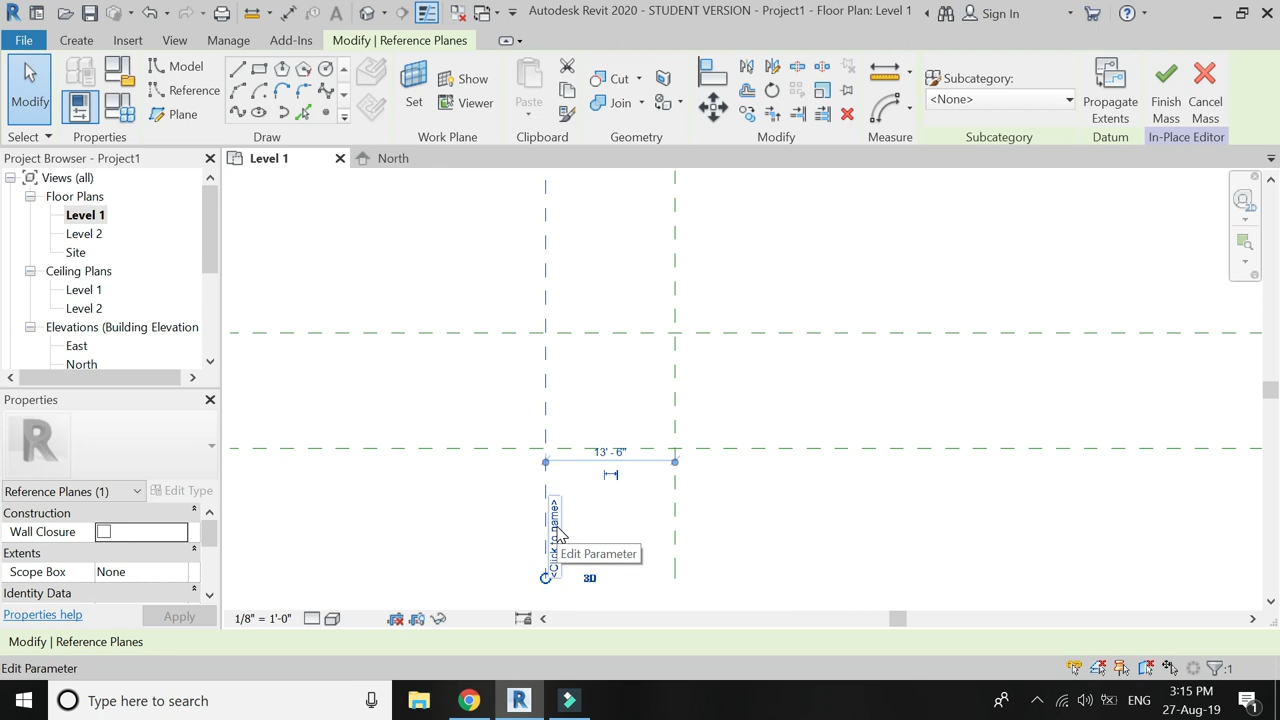 Autodesk Revit 2020 - STUDENT VERSION - Project1 - Floor Plan: Level 1
Sign In
File
Create
Insert
View
Manage
Add-Ins
Modify | Reference Planes
Modify
Model
Reference
Plane
Set
Show
Viewer
Paste
Cut
Join
Subcategory:
<None>
Propagate
Extents
Finish
Mass
Cancel
Mass
Select
Properties
Draw
Work Plane
Clipboard
Geometry
Modify
Measure
Subcategory
Datum
In-Place Editor
Project Browser - Project1
Level 1
North
Views (all)
Floor Plans
Level 1
Level 2
Site
Ceiling Plans
Level 1
Level 2
Elevations (Building Elevation
East
North
Properties
R
Reference Planes (1)
Edit Type
Construction
Wall Closure
Extents
Scope Box
None
Identity Data
Properties help
Apply
13' - 6"
<Click to name>
Edit Parameter
3D
2D
1/8" = 1'-0"
Modify | Reference Planes
Edit Parameter
:1
Type here to search
ENG
3:15 PM
27-Aug-19
1